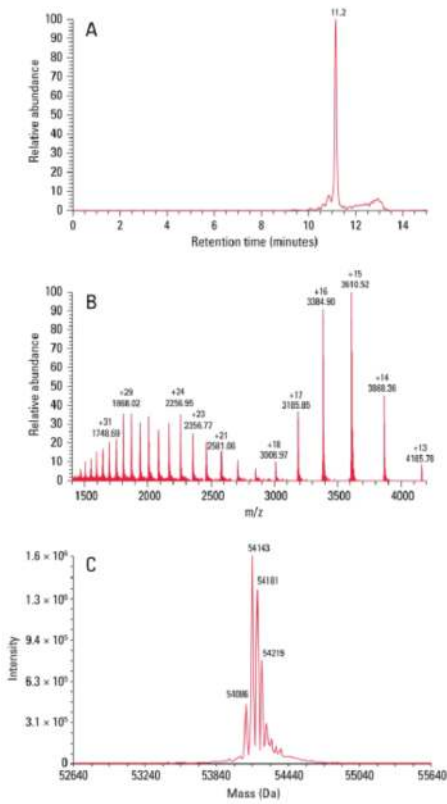 A
11.2
Relative abundance
100
90
80
70
60
50
40
30
20
10
0
0 2 4 6 8 10 12 14
Retention time (minutes)
B
+15
3610.52
+16
3384.90
+14
3868.36
+17
3185.85
+29
+24
2256.95
+23
2356.77
+31
1748.69
+21
2581.06
+18
3008.97
+13
Relative abundance
100
90
80
70
60
50
40
30
20
10
0
1500 2000 2500 3000 3500 4000
m/z
C
54143
54181
54219
54086
Intensity
1.6 × 10⁶
1.3 × 10⁶
9.4 × 10⁵
6.3 × 10⁵
3.1 × 10⁵
0
52640 53240 53840 54440 55040 55640
Mass (Da)